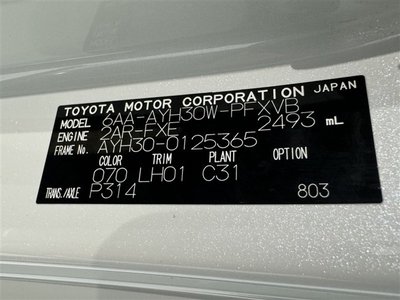 TOYOTA MOTOR CORPORATION JAPAN
MODEL 6AA-AYH30W-PFXVB
ENGINE 2AR-FXE 2493 mL
FRAME No. AYH30-0125365
COLOR TRIM PLANT OPTION
070 LH01 C31
TRANS./AXLE P314 803